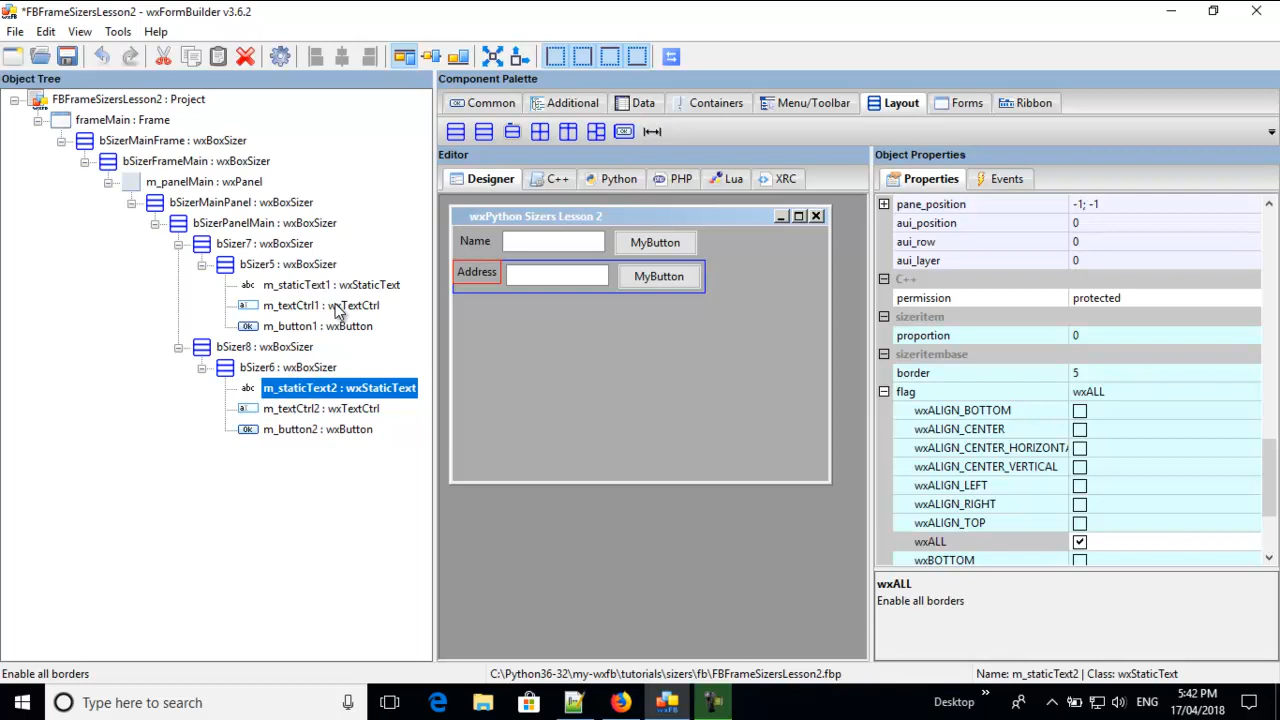 *FBFrameSizersLesson2 - wxFormBuilder v3.6.2
File Edit View Tools Help
Object Tree
FBFrameSizersLesson2 : Project
frameMain : Frame
bSizerMainFrame : wxBoxSizer
bSizerFrameMain : wxBoxSizer
m_panelMain : wxPanel
bSizerMainPanel : wxBoxSizer
bSizerPanelMain : wxBoxSizer
bSizer7 : wxBoxSizer
bSizer5 : wxBoxSizer
abc m_staticText1 : wxStaticText
m_textCtrl1 : wxTextCtrl
Ok m_button1 : wxButton
bSizer8 : wxBoxSizer
bSizer6 : wxBoxSizer
abc m_staticText2 : wxStaticText
m_textCtrl2 : wxTextCtrl
Ok m_button2 : wxButton
Component Palette
Common Additional Data Containers Menu/Toolbar Layout Forms Ribbon
Editor
Designer C++ Python PHP Lua XRC
wxPython Sizers Lesson 2
Name MyButton
Address MyButton
Object Properties
Properties Events
pane_position -1; -1
aui_position 0
aui_row 0
aui_layer 0
C++
permission protected
sizeritem
proportion 0
sizeritembase
border 5
flag wxALL
wxALIGN_BOTTOM
wxALIGN_CENTER
wxALIGN_CENTER_HORIZONTA
wxALIGN_CENTER_VERTICAL
wxALIGN_LEFT
wxALIGN_RIGHT
wxALIGN_TOP
wxALL
wxBOTTOM
wxALL
Enable all borders
Enable all borders C:\Python36-32\my-wxfb\tutorials\sizers\fb\FBFrameSizersLesson2.fbp Name: m_staticText2 | Class: wxStaticText
Type here to search Desktop ENG 5:42 PM
17/04/2018